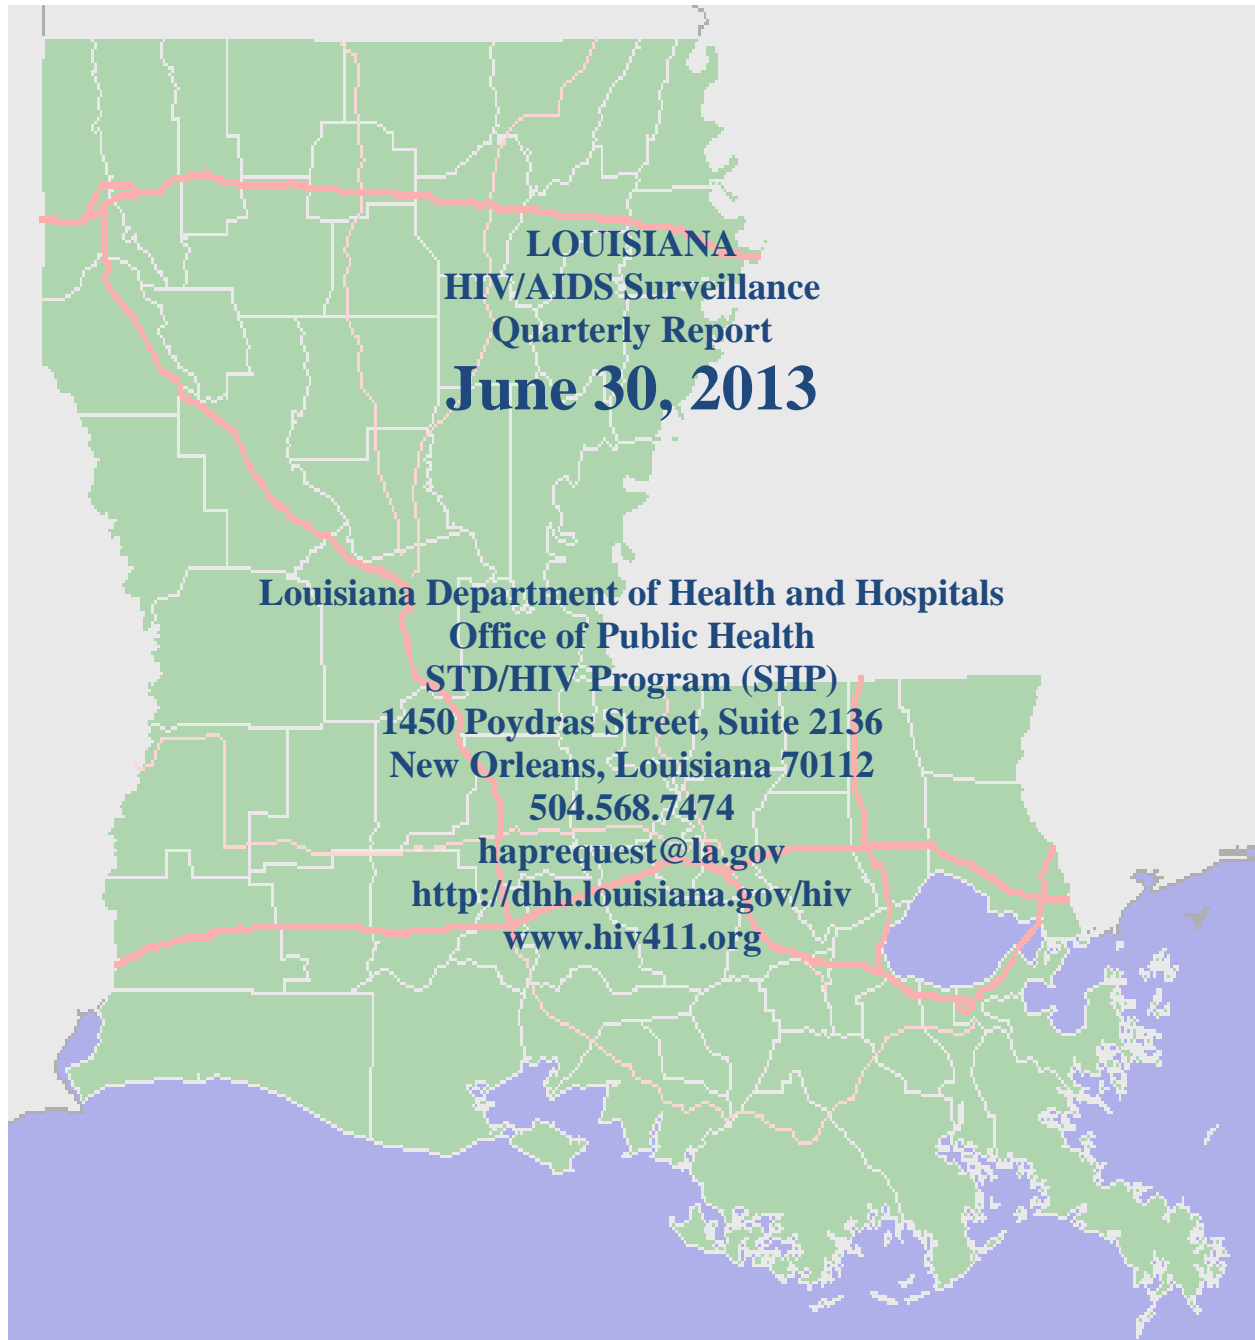 LOUISIANA
HIV/AIDS Surveillance
Quarterly Report
June 30, 2013
Louisiana Department of Health and Hospitals
Office of Public Health
STD/HIV Program (SHP)
1450 Poydras Street, Suite 2136
New Orleans, Louisiana 70112
504.568.7474
haprequest@la.gov
http://dhh.louisiana.gov/hiv
www.hiv411.org